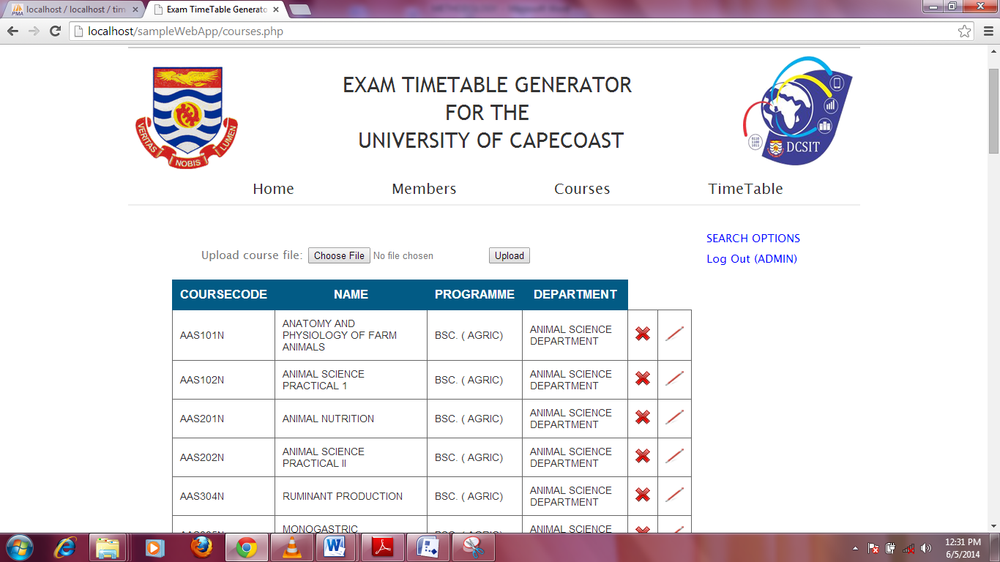 localhost / localhost / tim
Exam TimeTable Generato
localhost/sampleWebApp/courses.php
VERITAS NOBIS LUMEN
EXAM TIMETABLE GENERATOR
FOR THE
UNIVERSITY OF CAPECOAST
0110
1100
1011
DCSIT
Home Members Courses TimeTable
SEARCH OPTIONS
Log Out (ADMIN)
Upload course file: Choose File No file chosen Upload
COURSECODE NAME PROGRAMME DEPARTMENT
AAS101N
ANATOMY AND
PHYSIOLOGY OF FARM
ANIMALS
BSC. ( AGRIC)
ANIMAL SCIENCE
DEPARTMENT
AAS102N
ANIMAL SCIENCE
PRACTICAL 1
BSC. ( AGRIC)
ANIMAL SCIENCE
DEPARTMENT
AAS201N
ANIMAL NUTRITION
BSC. ( AGRIC)
ANIMAL SCIENCE
DEPARTMENT
AAS202N
ANIMAL SCIENCE
PRACTICAL II
BSC. ( AGRIC)
ANIMAL SCIENCE
DEPARTMENT
AAS304N
RUMINANT PRODUCTION
BSC. ( AGRIC)
ANIMAL SCIENCE
DEPARTMENT
MONOGASTRIC
ANIMAL SCIENCE
12:31 PM
6/5/2014